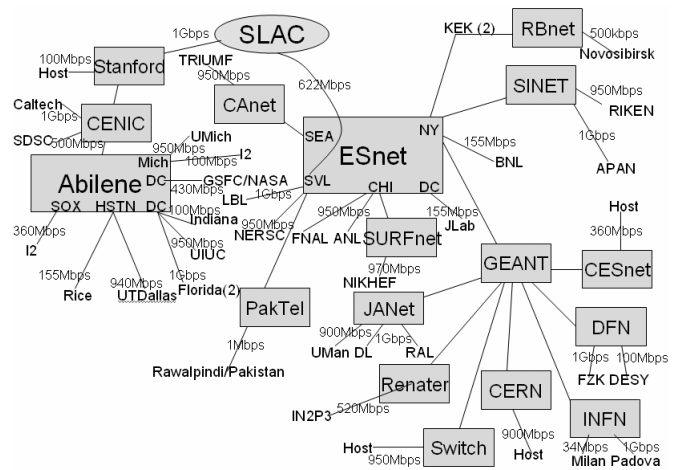 SLAC
1Gbps
KEK (2)
RBnet
500kbps
Novosibirsk
100Mbps
Host
Stanford
TRIUMF
950Mbps
CAnet
622Mbps
SINET
950Mbps
RIKEN
1Gbps
APAN
Caltech
1Gbps
SDSC
CENIC
500Mbps
SEA
NY
ESnet
SVL
CHI
DC
155Mbps
BNL
UMich
950Mbps
Mich
100Mbps
I2
Abilene
DC
GSFC/NASA
430Mbps
SOX
HSTN
DC
100Mbps
Indiana
950Mbps
UIUC
1Gbps
Florida(2)
360Mbps
I2
155Mbps
Rice
940Mbps
UTDallas
LBL
1Gbps
950Mbps
NERSC
950Mbps
FNAL
ANL
SURFnet
970Mbps
NIKHEF
155Mbps
JLab
Host
360Mbps
CESnet
GEANT
PakTel
1Mbps
Rawalpindi/Pakistan
JANet
900Mbps
1Gbps
UMan
DL
RAL
DFN
1Gbps
100Mbps
FZK
DESY
Renater
IN2P3
520Mbps
CERN
900Mbps
Host
INFN
34Mbps
1Gbps
Milan
Padova
Host
Switch
950Mbps